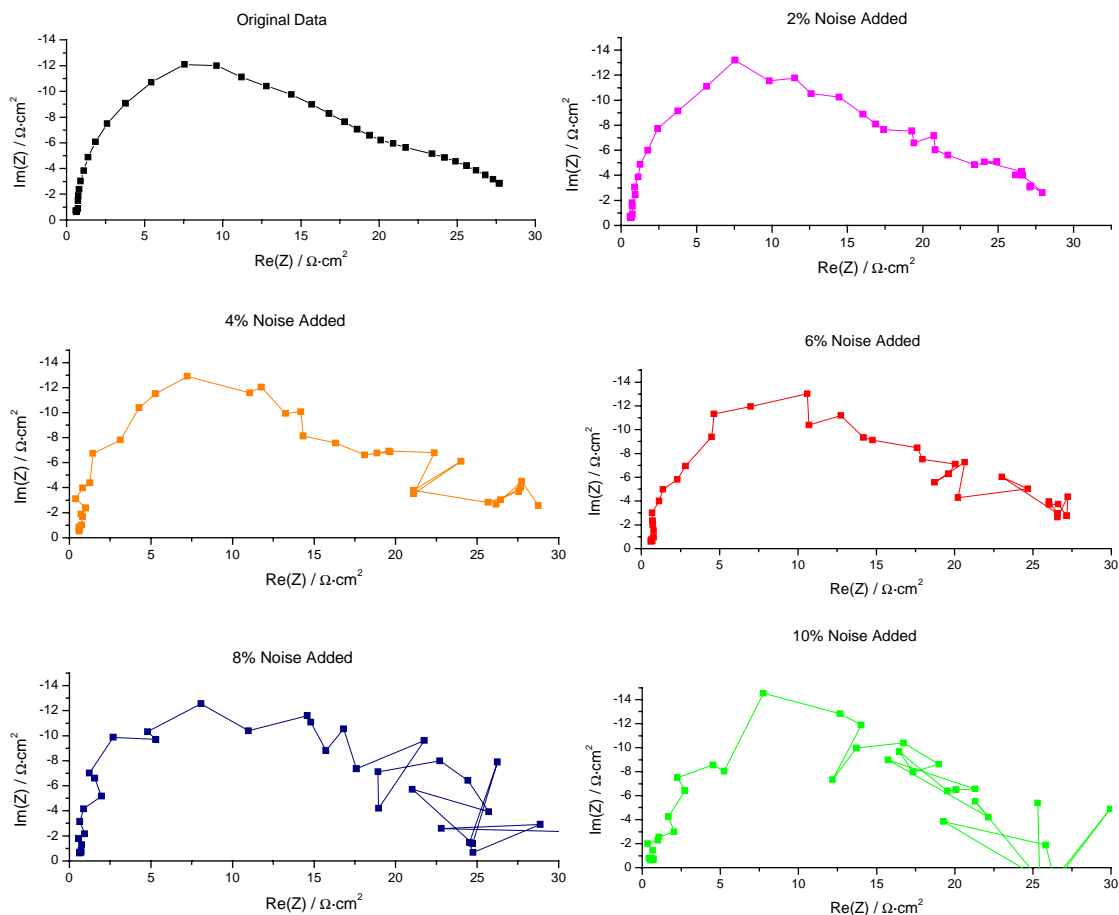 Original Data
-14
-12
-10
-8
-6
-4
-2
0
Im(Z) / Ω·cm²
0 5 10 15 20 25 30
Re(Z) / Ω·cm²
2% Noise Added
-14
-12
-10
-8
-6
-4
-2
0
Im(Z) / Ω·cm²
0 5 10 15 20 25 30
Re(Z) / Ω·cm²
4% Noise Added
-14
-12
-10
-8
-6
-4
-2
0
Im(Z) / Ω·cm²
0 5 10 15 20 25 30
Re(Z) / Ω·cm²
6% Noise Added
-14
-12
-10
-8
-6
-4
-2
0
Im(Z) / Ω·cm²
0 5 10 15 20 25 30
Re(Z) / Ω·cm²
8% Noise Added
-14
-12
-10
-8
-6
-4
-2
0
Im(Z) / Ω·cm²
0 5 10 15 20 25 30
Re(Z) / Ω·cm²
10% Noise Added
-14
-12
-10
-8
-6
-4
-2
0
Im(Z) / Ω·cm²
0 5 10 15 20 25 30
Re(Z) / Ω·cm²